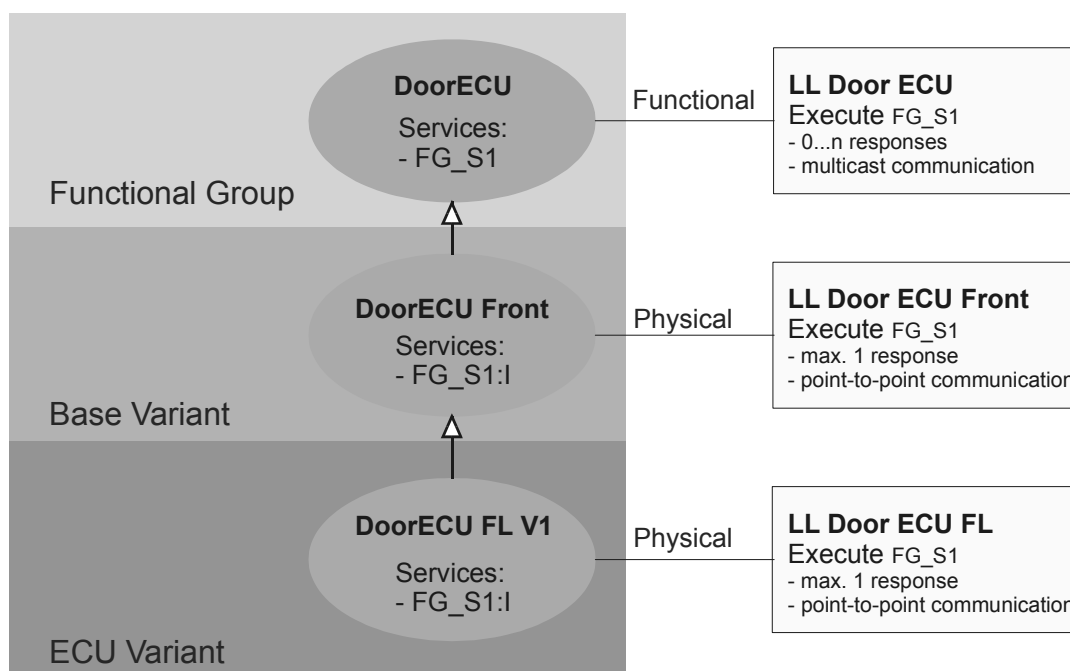 DoorECU
Services:
- FG_S1
Functional Group
Functional
LL Door ECU
Execute FG_S1
- 0...n responses
- multicast communication
DoorECU Front
Services:
- FG_S1:I
Base Variant
Physical
LL Door ECU Front
Execute FG_S1
- max. 1 response
- point-to-point communication
DoorECU FL V1
Services:
- FG_S1:I
ECU Variant
Physical
LL Door ECU FL
Execute FG_S1
- max. 1 response
- point-to-point communication